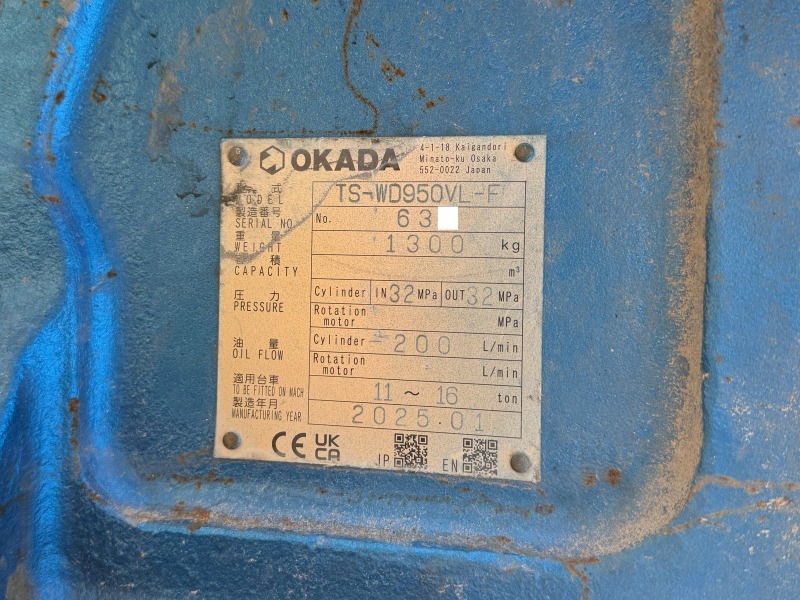 OKADA
4-1-18 Kaigandori
Minato-ku Osaka
552-0022 Japan
式
MODEL TS-WD950VL-F
製造番号
SERIAL NO. No. 63
重量
WEIGHT 1300 kg
容積
CAPACITY m³
圧力
PRESSURE Cylinder IN 32 MPa OUT 32 MPa
Rotation motor MPa
油量
OIL FLOW Cylinder -200 L/min
Rotation motor L/min
適用台車
TO BE FITTED ON MACH 11~16 ton
製造年月
MANUFACTURING YEAR 2025.01
CE UKCA
JP EN